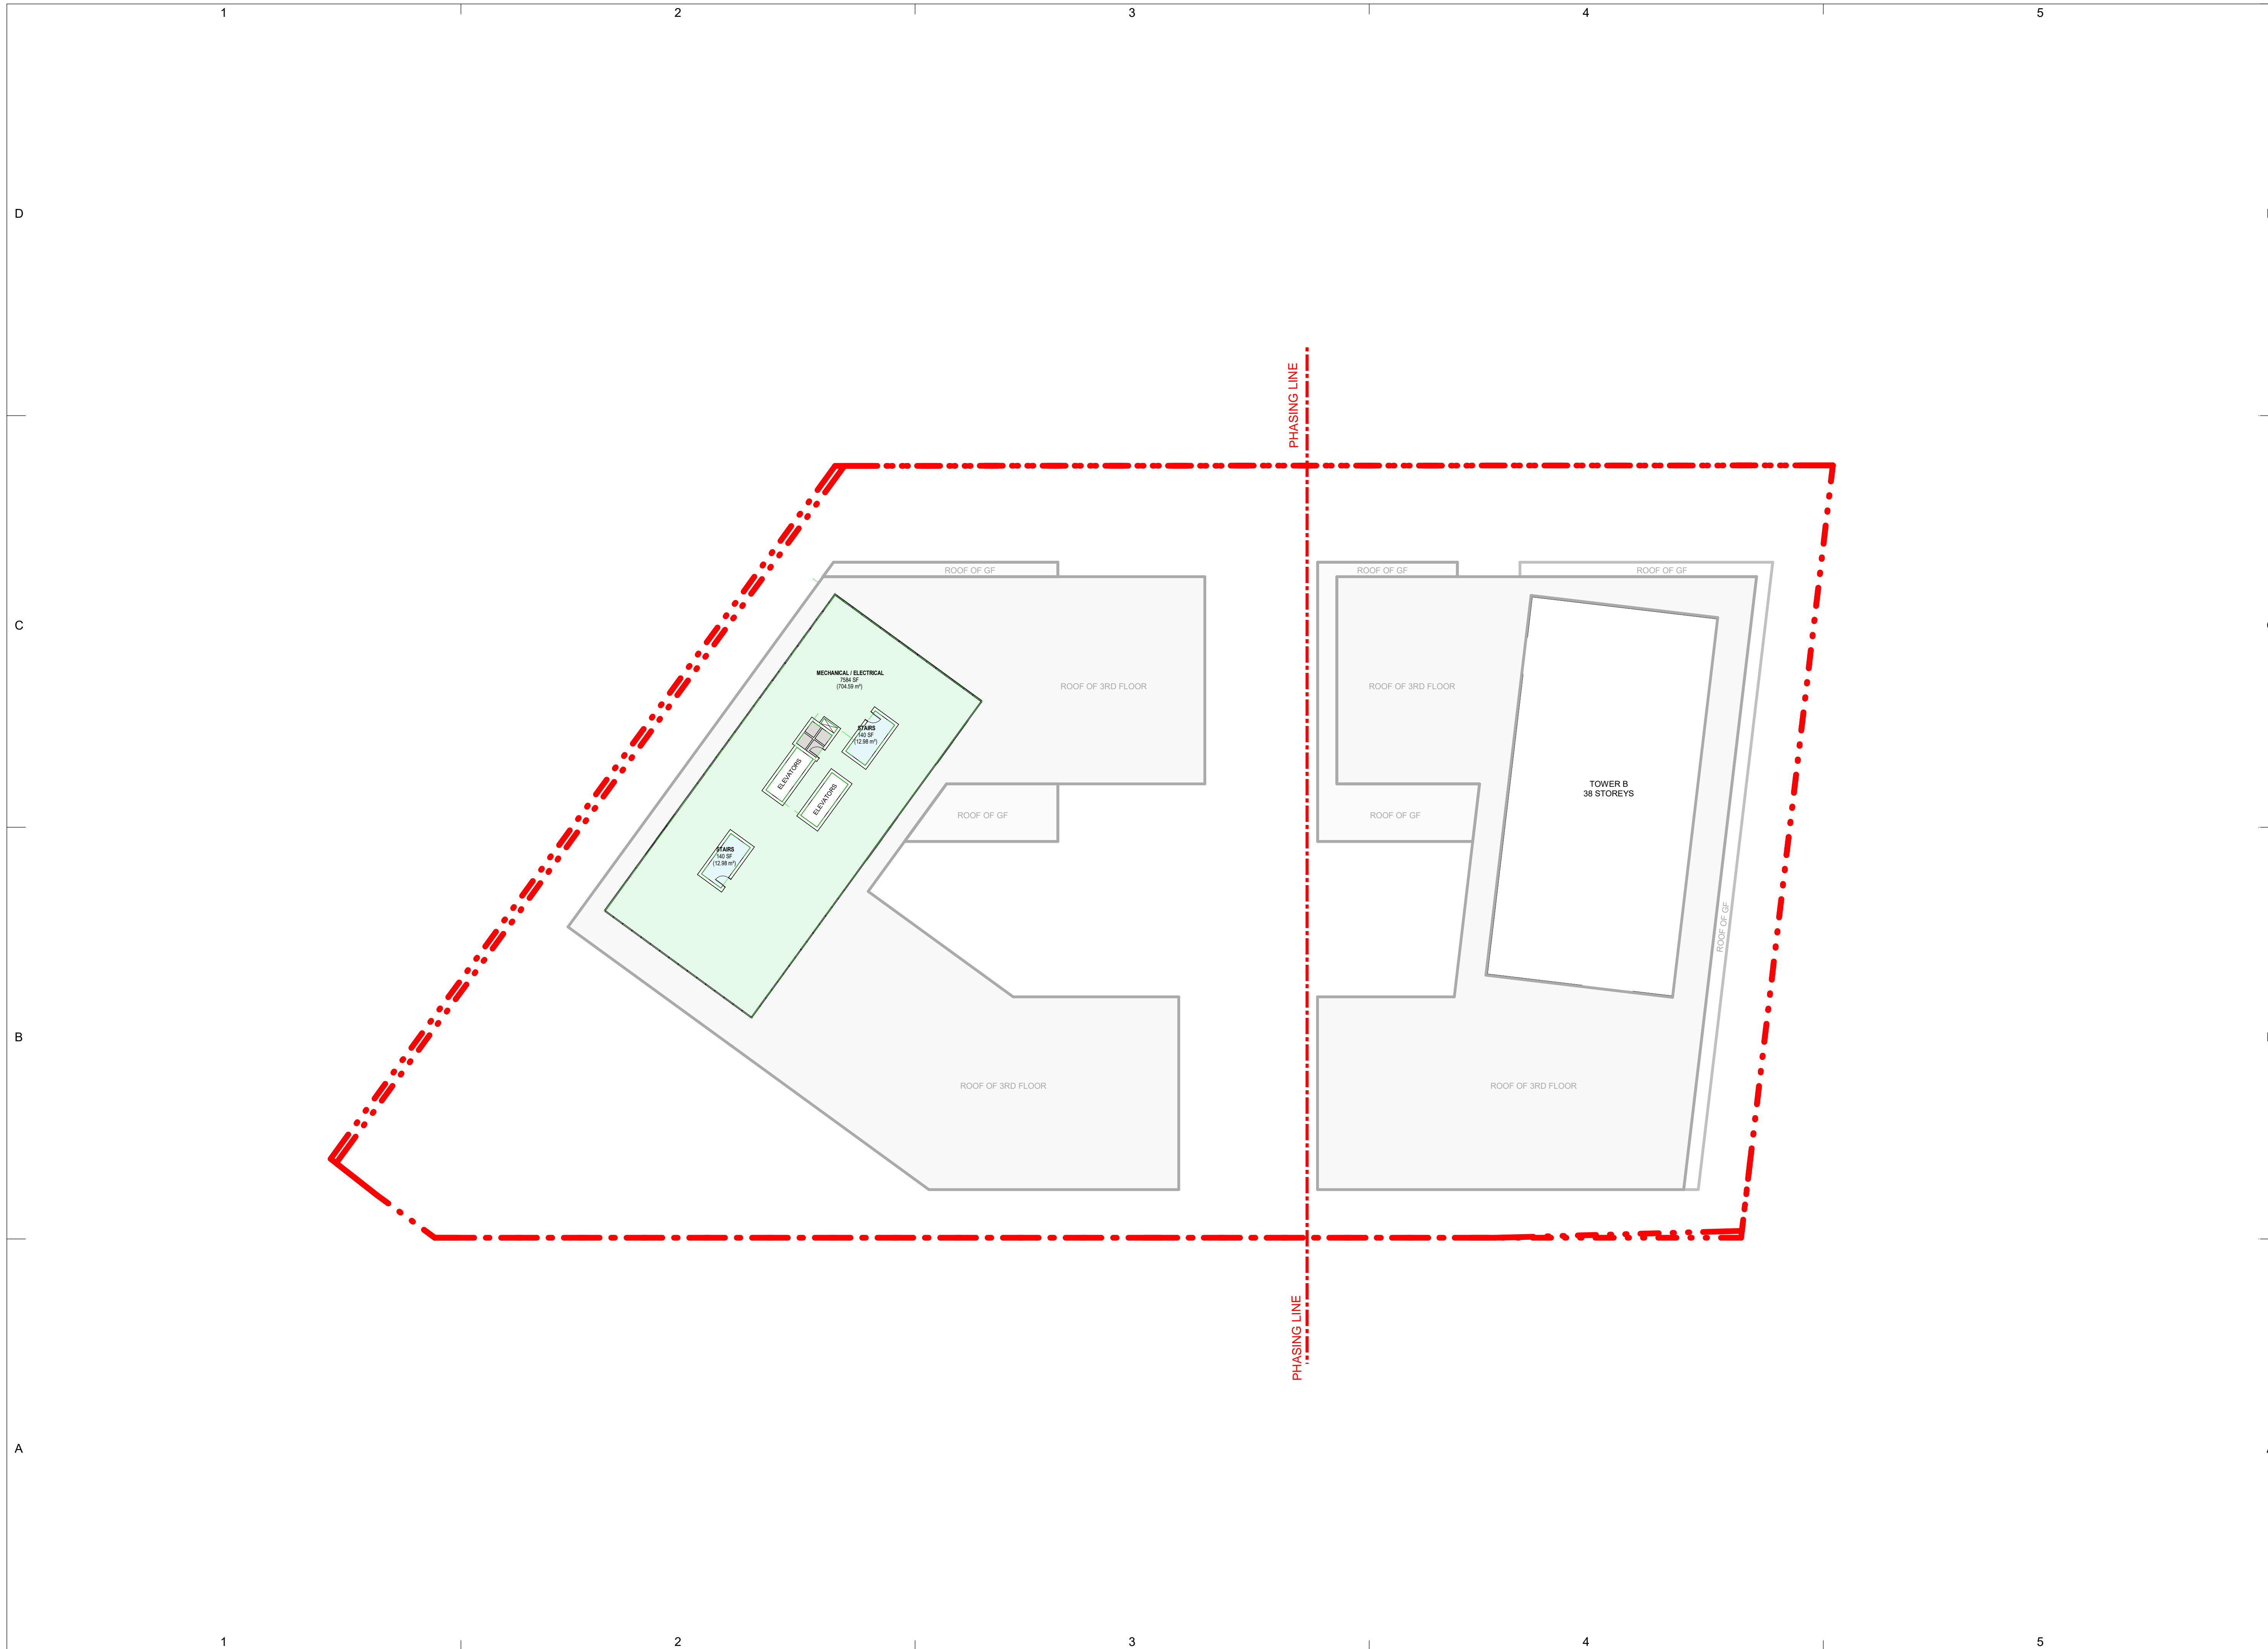 1 2 3 4 5
D
PHASING LINE
ROOF OF GF
ROOF OF GF
ROOF OF GF
C
MECHANICAL / ELECTRICAL
7584 SF
(704.59 m²)
ROOF OF 3RD FLOOR
ROOF OF 3RD FLOOR
STAIRS
140 SF
(12.98 m²)
ELEVATORS
ELEVATORS
TOWER B
38 STOREYS
ROOF OF GF
ROOF OF GF
STAIRS
140 SF
(12.98 m²)
ROOF OF GF
B
ROOF OF 3RD FLOOR
ROOF OF 3RD FLOOR
PHASING LINE
A
1 2 3 4 5